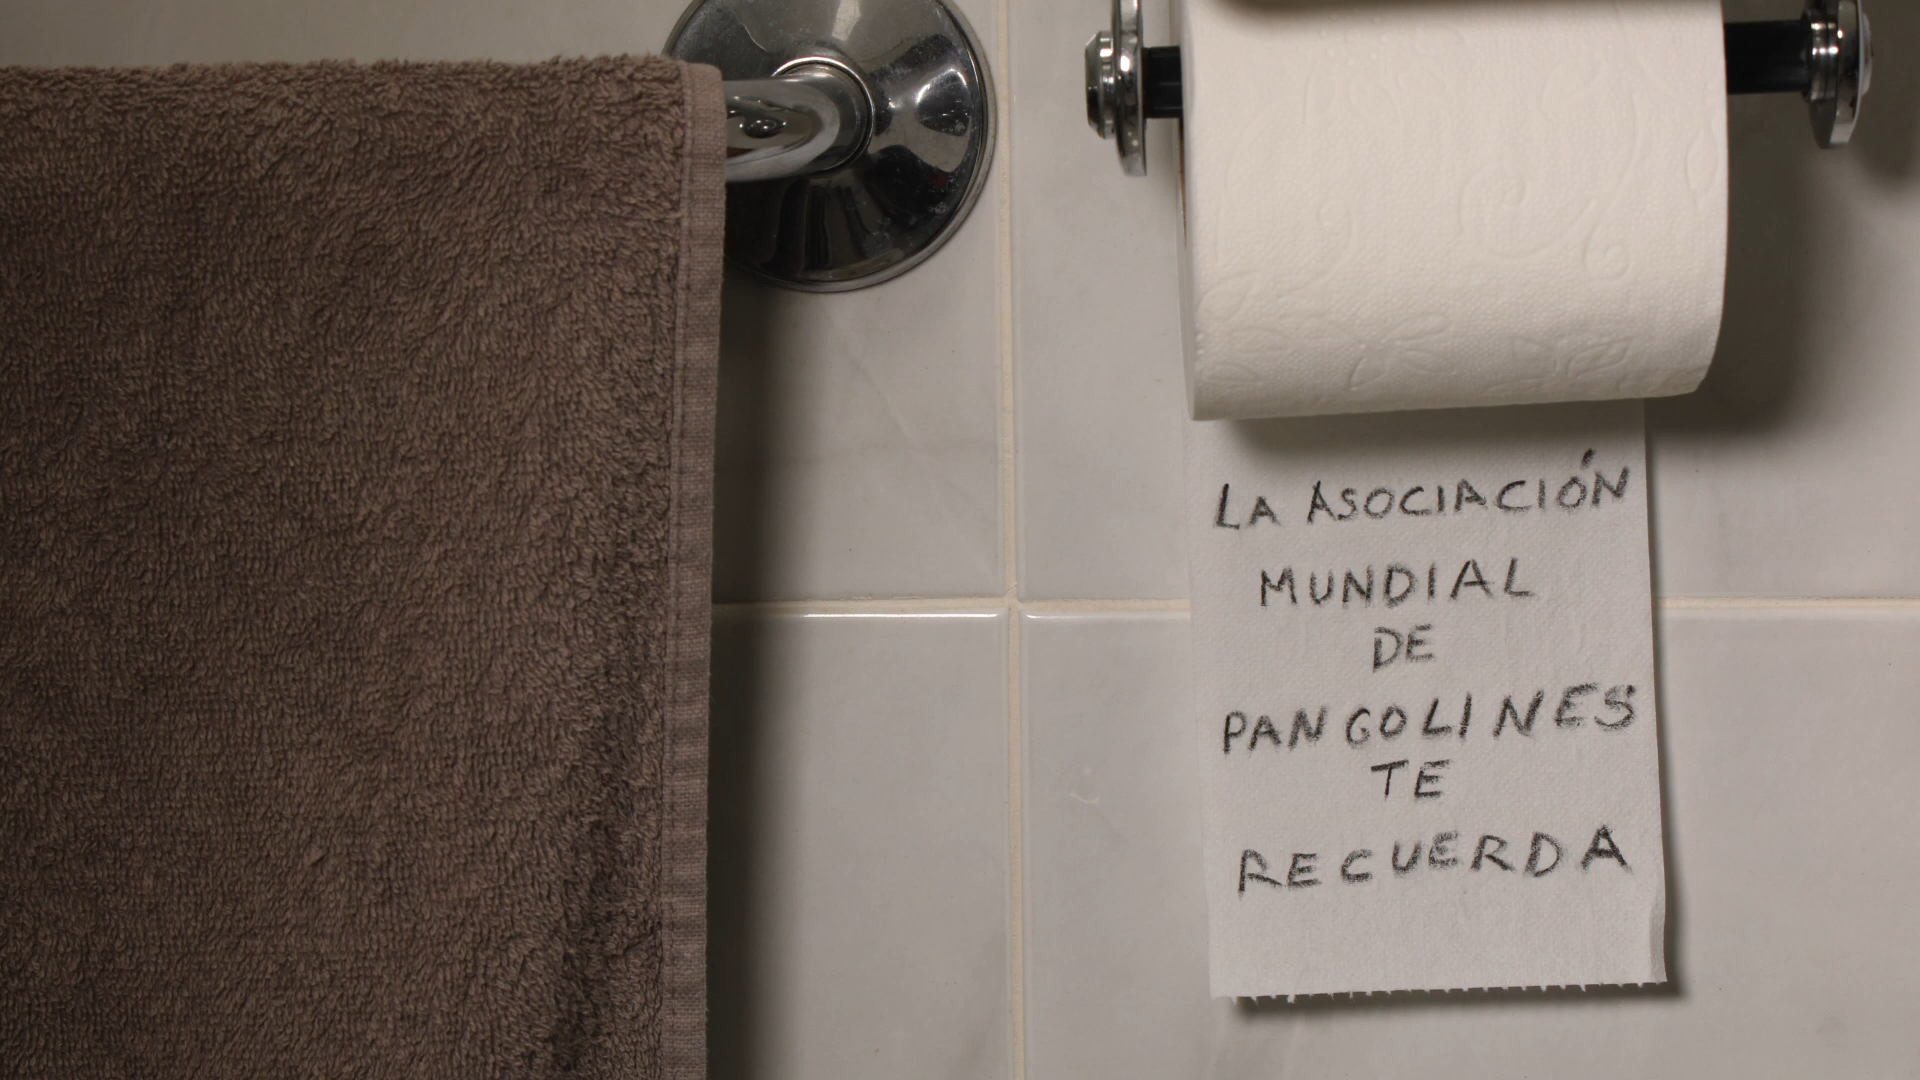 LA ASOCIACIÓN
MUNDIAL
DE
PANGOLINES
TE
RECUERDA